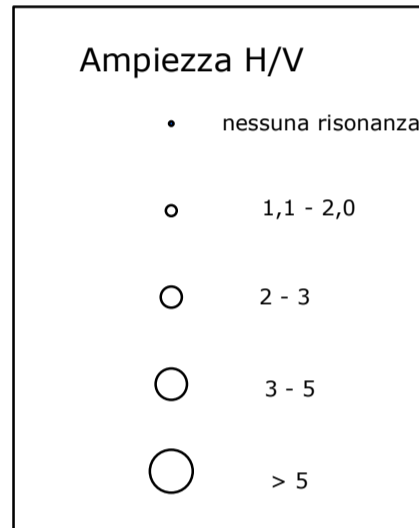 Ampiezza H/V
nessuna risonanza
1,1 - 2,0
2 - 3
3 - 5
> 5